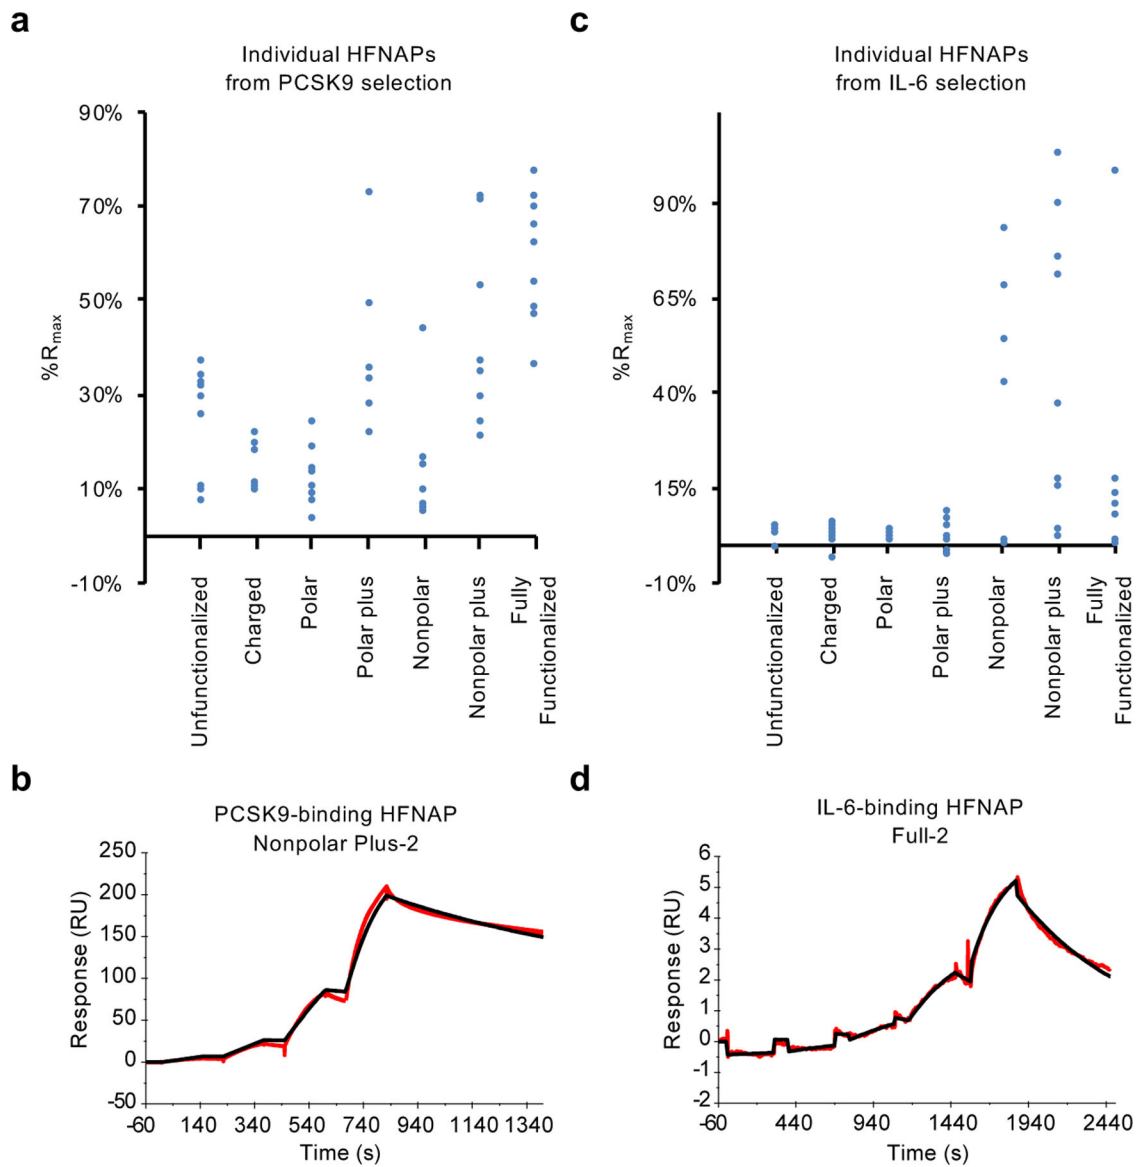 a
Individual HFNAPs
from PCSK9 selection
90%
70%
50%
30%
10%
-10%
%Rmax
Unfunctionalized
Charged
Polar
Polar plus
Nonpolar
Nonpolar plus
Fully
Functionalized
c
Individual HFNAPs
from IL-6 selection
90%
65%
40%
15%
-10%
%Rmax
Unfunctionalized
Charged
Polar
Polar plus
Nonpolar
Nonpolar plus
Fully
Functionalized
b
PCSK9-binding HFNAP
Nonpolar Plus-2
250
200
150
100
50
0
-50
Response (RU)
-60 140 340 540 740 940 1140 1340
Time (s)
d
IL-6-binding HFNAP
Full-2
6
5
4
3
2
1
0
-1
-2
Response (RU)
-60 440 940 1440 1940 2440
Time (s)